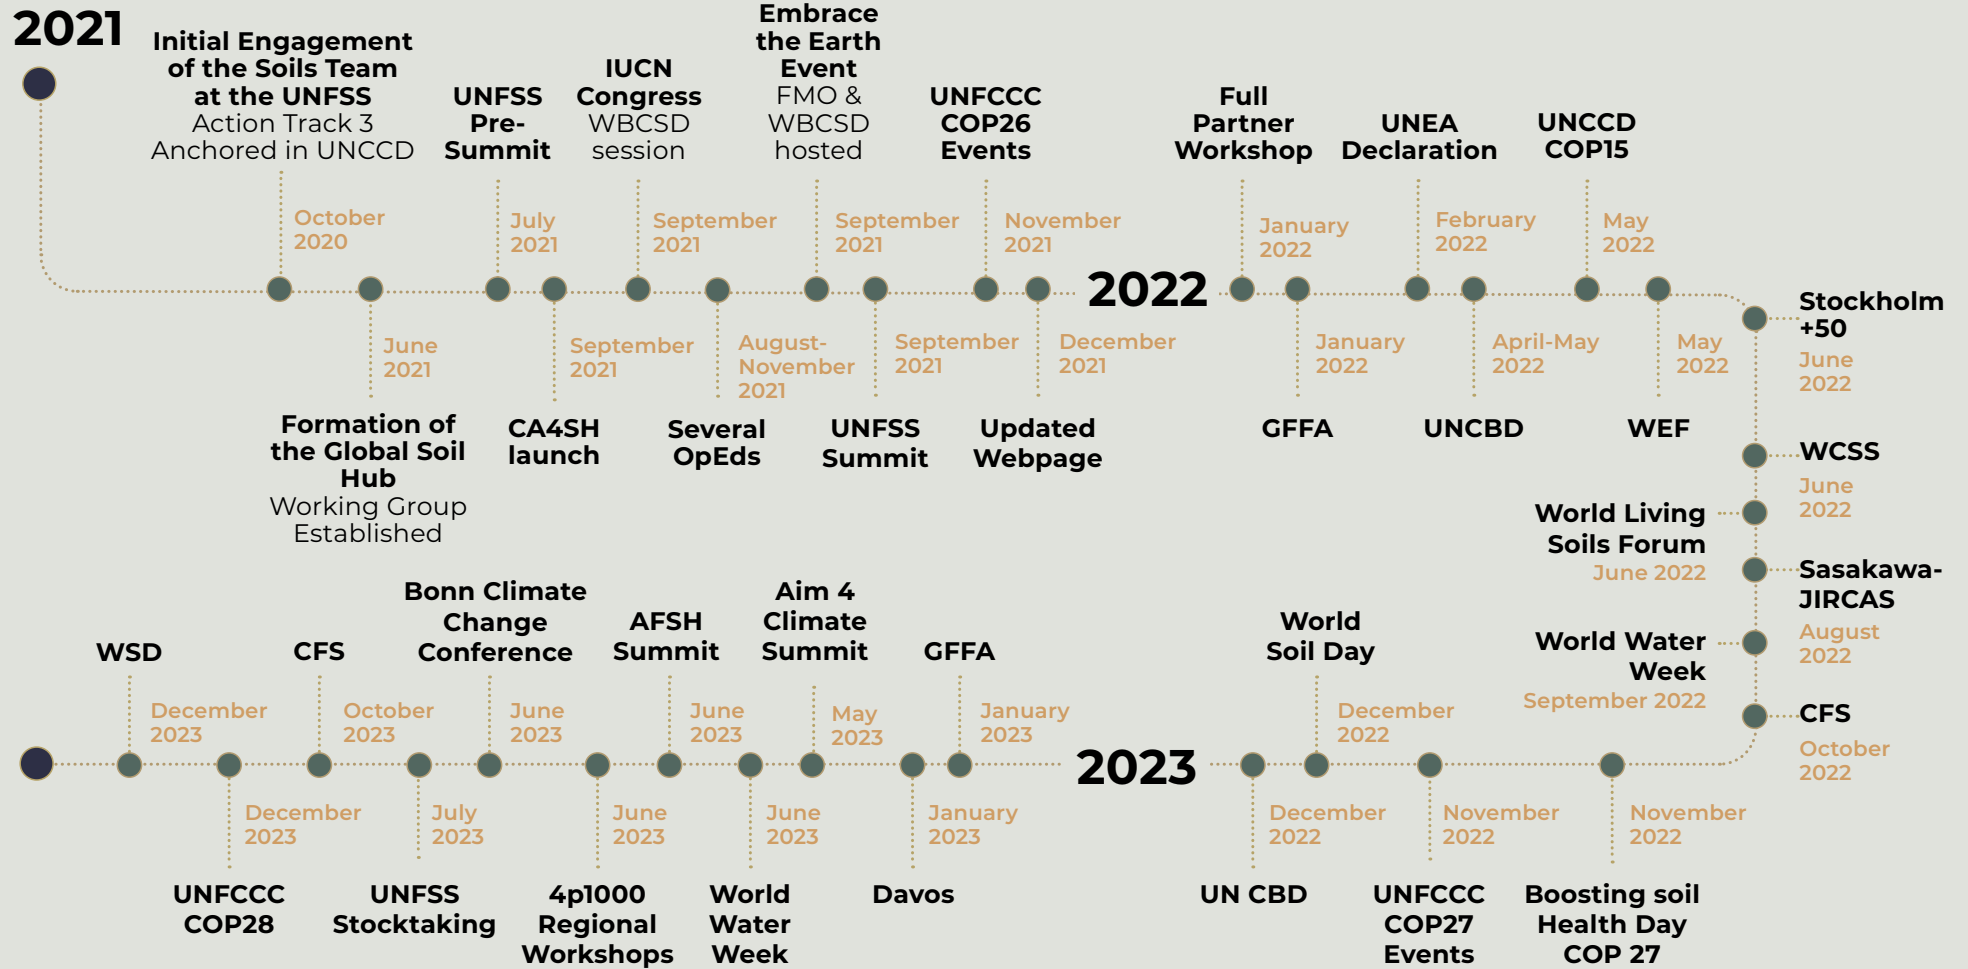 2021
Initial Engagement
of the Soils Team
at the UNFSS
Action Track 3
Anchored in UNCCD
October
2020
June
2021
Formation of
the Global Soil
Hub
Working Group
Established
UNFSS
Pre-
Summit
July
2021
September
2021
CA4SH
launch
IUCN
Congress
WBCSD
session
September
2021
August-
November
2021
Several
OpEds
Embrace
the Earth
Event
FMO &
WBCSD
hosted
September
2021
September
2021
UNFSS
Summit
UNFCCC
COP26
Events
November
2021
December
2021
Updated
Webpage
2022
Full
Partner
Workshop
January
2022
January
2022
GFFA
UNEA
Declaration
February
2022
April-May
2022
UNCBD
UNCCD
COP15
May
2022
May
2022
WEF
Stockholm
+50
June
2022
WCSS
June
2022
World Living
Soils Forum
June 2022
Sasakawa-
JIRCAS
August
2022
World Water
Week
September 2022
CFS
October
2022
November
2022
Boosting soil
Health Day
COP 27
November
2022
UNFCCC
COP27
Events
World
Soil Day
December
2022
December
2022
UN CBD
2023
GFFA
January
2023
January
2023
Davos
Aim 4
Climate
Summit
May
2023
June
2023
World
Water
Week
AFSH
Summit
June
2023
June
2023
4p1000
Regional
Workshops
Bonn Climate
Change
Conference
June
2023
July
2023
UNFSS
Stocktaking
CFS
October
2023
December
2023
UNFCCC
COP28
WSD
December
2023